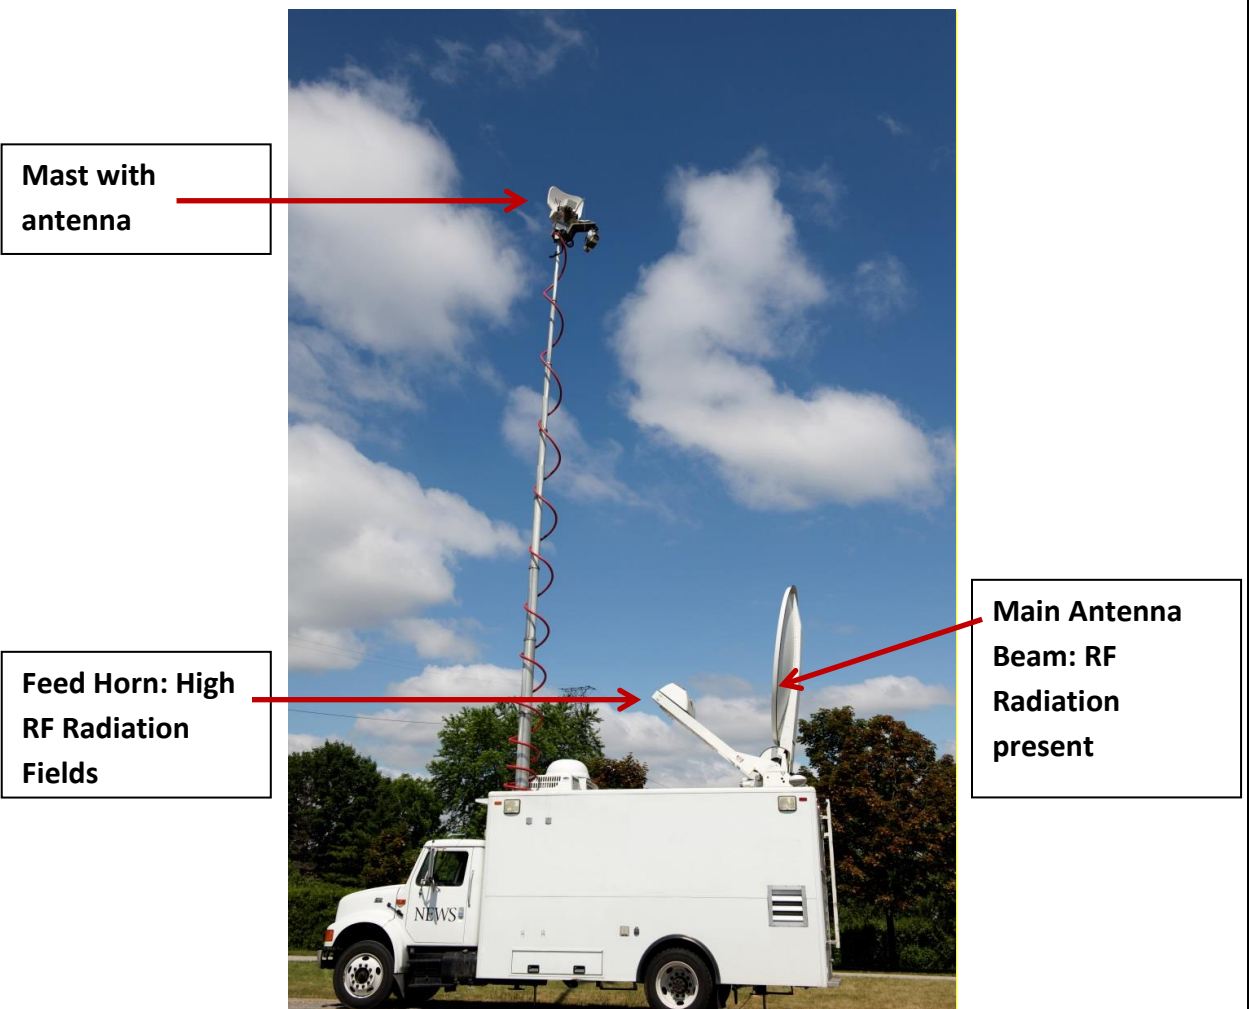 Mast with
antenna
Feed Horn: High
RF Radiation
Fields
Main Antenna
Beam: RF
Radiation
present
NEWS